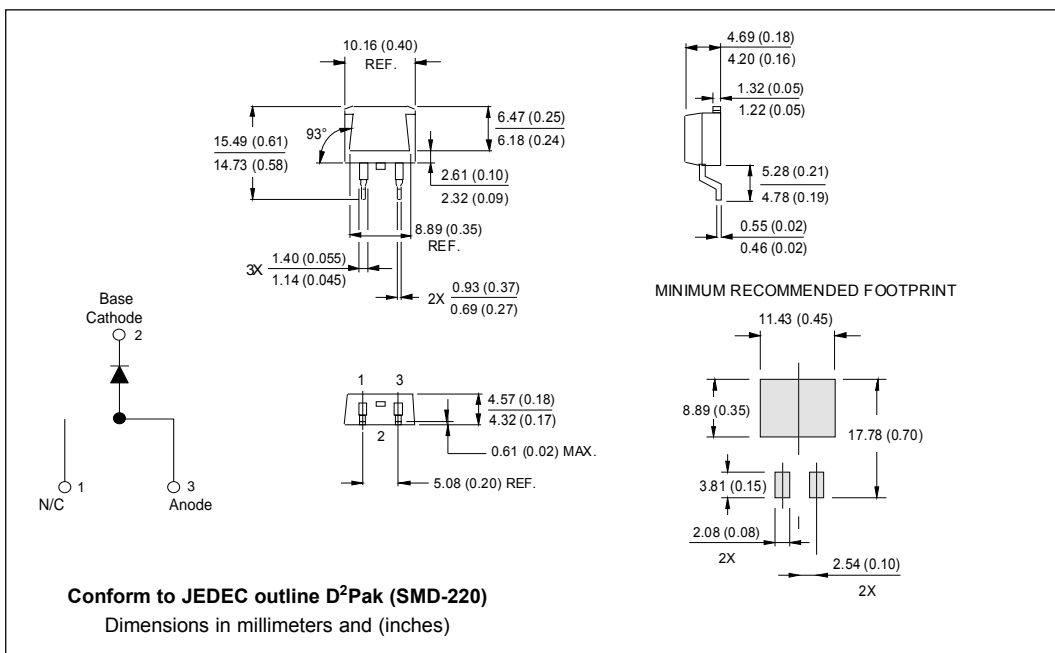 10.16 (0.40)
REF.
15.49 (0.61)
14.73 (0.58)
93°
6.47 (0.25)
6.18 (0.24)
2.61 (0.10)
2.32 (0.09)
8.89 (0.35)
REF.
3X
1.40 (0.055)
1.14 (0.045)
2X
0.93 (0.37)
0.69 (0.27)
4.69 (0.18)
4.20 (0.16)
1.32 (0.05)
1.22 (0.05)
5.28 (0.21)
4.78 (0.19)
0.55 (0.02)
0.46 (0.02)
Base
Cathode
2
1
N/C
3
Anode
1 3
2
4.57 (0.18)
4.32 (0.17)
0.61 (0.02) MAX.
5.08 (0.20) REF.
MINIMUM RECOMMENDED FOOTPRINT
11.43 (0.45)
8.89 (0.35)
17.78 (0.70)
3.81 (0.15)
2.08 (0.08)
2X
2.54 (0.10)
2X
Conform to JEDEC outline D²Pak (SMD-220)
Dimensions in millimeters and (inches)